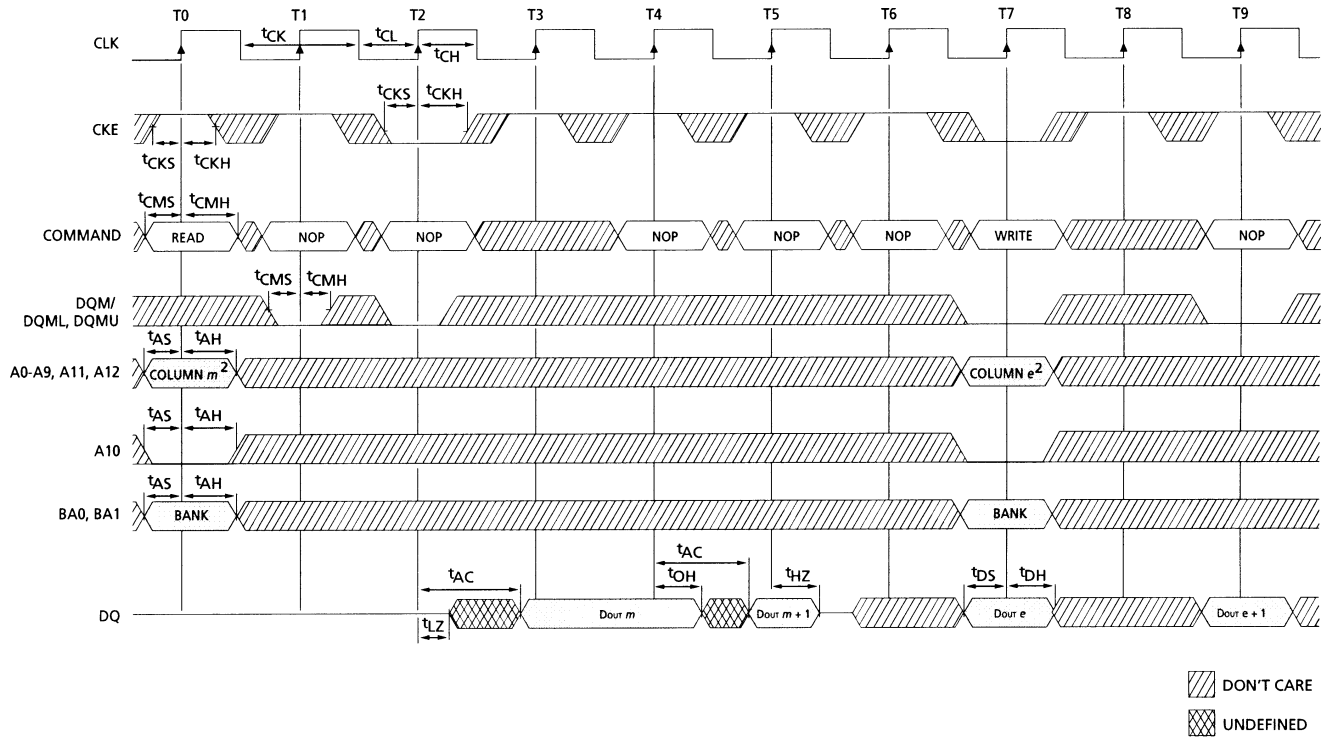 T0 T1 T2 T3 T4 T5 T6 T7 T8 T9
CLK
tCK tCL
tCH
tCKS tCKH
CKE
tCKS tCKH
tCMS tCMH
COMMAND READ NOP NOP NOP NOP NOP WRITE NOP
tCMS tCMH
DQM/
DQML, DQMU
tAS tAH
A0-A9, A11, A12 COLUMN m2 COLUMN e2
tAS tAH
A10
tAS tAH
BA0, BA1 BANK BANK
tAC
tAC tOH tHZ tDS tDH
DQ DOUT m DOUT m + 1 DOUT e DOUT e + 1
tLZ
DON'T CARE
UNDEFINED